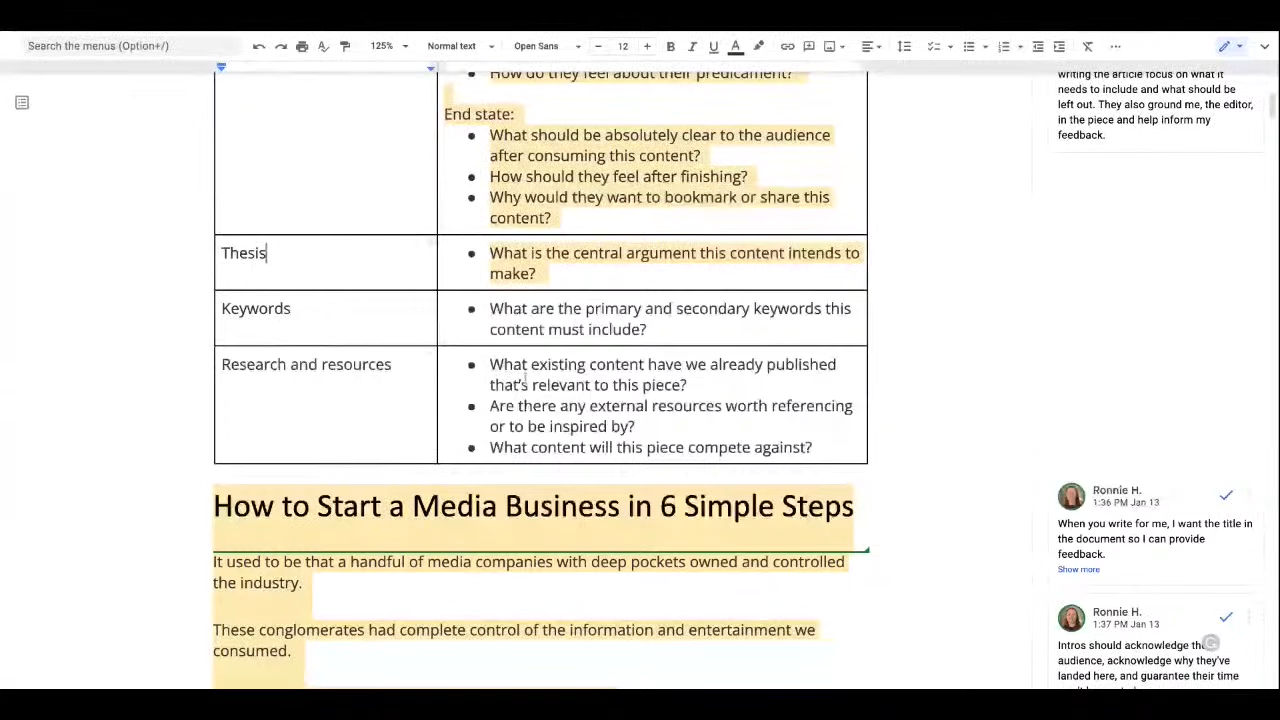 Search the menus (Option+/)
125%
Normal text
Open Sans
12
B I U A
How do they feel about their predicament?
End state:
What should be absolutely clear to the audience
after consuming this content?
How should they feel after finishing?
Why would they want to bookmark or share this
content?
Thesis
What is the central argument this content intends to
make?
Keywords
What are the primary and secondary keywords this
content must include?
Research and resources
What existing content have we already published
that's relevant to this piece?
Are there any external resources worth referencing
or to be inspired by?
What content will this piece compete against?
How to Start a Media Business in 6 Simple Steps
It used to be that a handful of media companies with deep pockets owned and controlled
the industry.
These conglomerates had complete control of the information and entertainment we
consumed.
writing the article focus on what it
needs to include and what should be
left out. They also ground me, the editor,
in the piece and help inform my
feedback.
Ronnie H.
1:36 PM Jan 13
When you write for me, I want the title in
the document so I can provide
feedback.
Show more
Ronnie H.
1:37 PM Jan 13
Intros should acknowledge
audience, acknowledge why they've
landed here, and guarantee their time